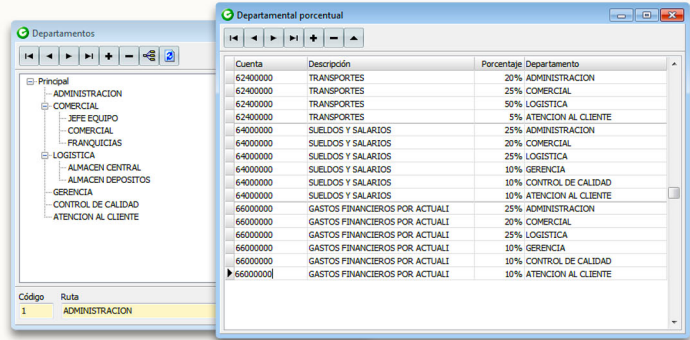 Departamentos
Principal
ADMINISTRACION
COMERCIAL
JEFE EQUIPO
COMERCIAL
FRANQUICIAS
LOGISTICA
ALMACEN CENTRAL
ALMACEN DEPOSITOS
GERENCIA
CONTROL DE CALIDAD
ATENCION AL CLIENTE
Código Ruta
1 ADMINISTRACION
Departamental porcentual
Cuenta Descripción Porcentaje Departamento
62400000 TRANSPORTES 20% ADMINISTRACION
62400000 TRANSPORTES 25% COMERCIAL
62400000 TRANSPORTES 50% LOGISTICA
62400000 TRANSPORTES 5% ATENCION AL CLIENTE
64000000 SUELDOS Y SALARIOS 25% ADMINISTRACION
64000000 SUELDOS Y SALARIOS 20% COMERCIAL
64000000 SUELDOS Y SALARIOS 25% LOGISTICA
64000000 SUELDOS Y SALARIOS 10% GERENCIA
64000000 SUELDOS Y SALARIOS 10% CONTROL DE CALIDAD
64000000 SUELDOS Y SALARIOS 10% ATENCION AL CLIENTE
66000000 GASTOS FINANCIEROS POR ACTUALI 25% ADMINISTRACION
66000000 GASTOS FINANCIEROS POR ACTUALI 20% COMERCIAL
66000000 GASTOS FINANCIEROS POR ACTUALI 25% LOGISTICA
66000000 GASTOS FINANCIEROS POR ACTUALI 10% GERENCIA
66000000 GASTOS FINANCIEROS POR ACTUALI 10% CONTROL DE CALIDAD
66000000 GASTOS FINANCIEROS POR ACTUALI 10% ATENCION AL CLIENTE